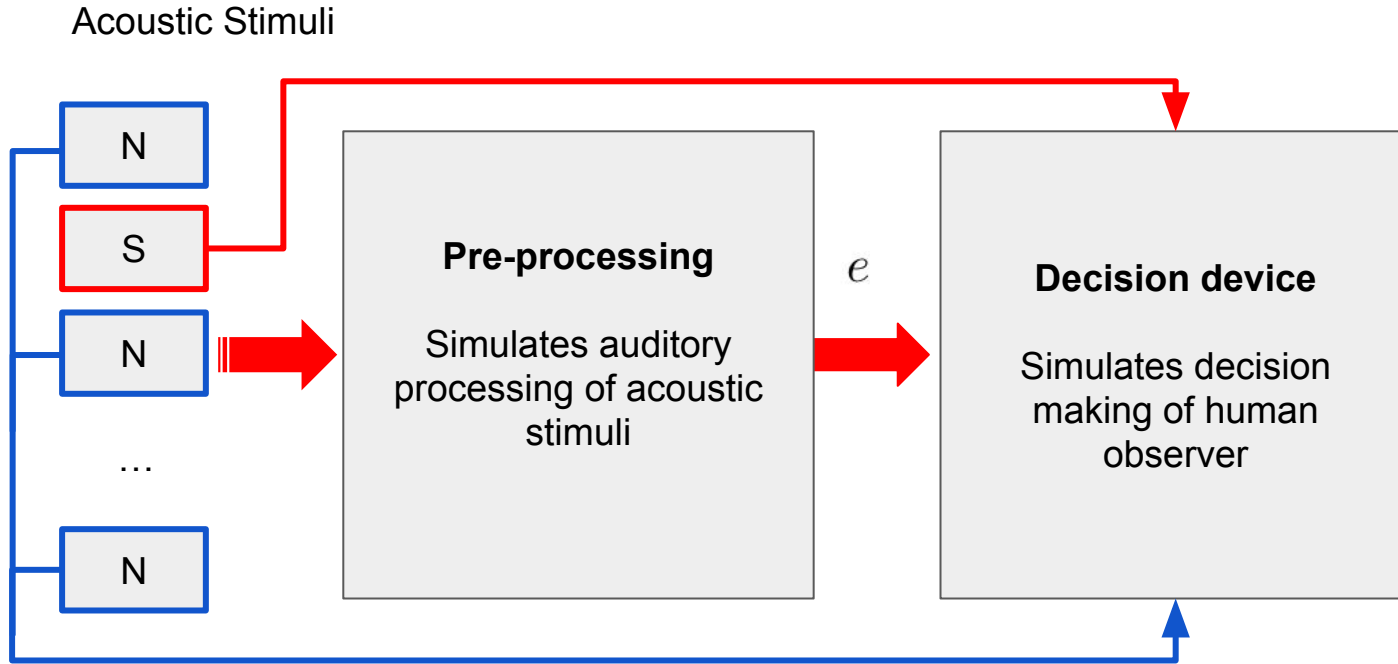 Acoustic Stimuli
N
S
N
…
N
Pre-processing
Simulates auditory
processing of acoustic
stimuli
e
Decision device
Simulates decision
making of human
observer